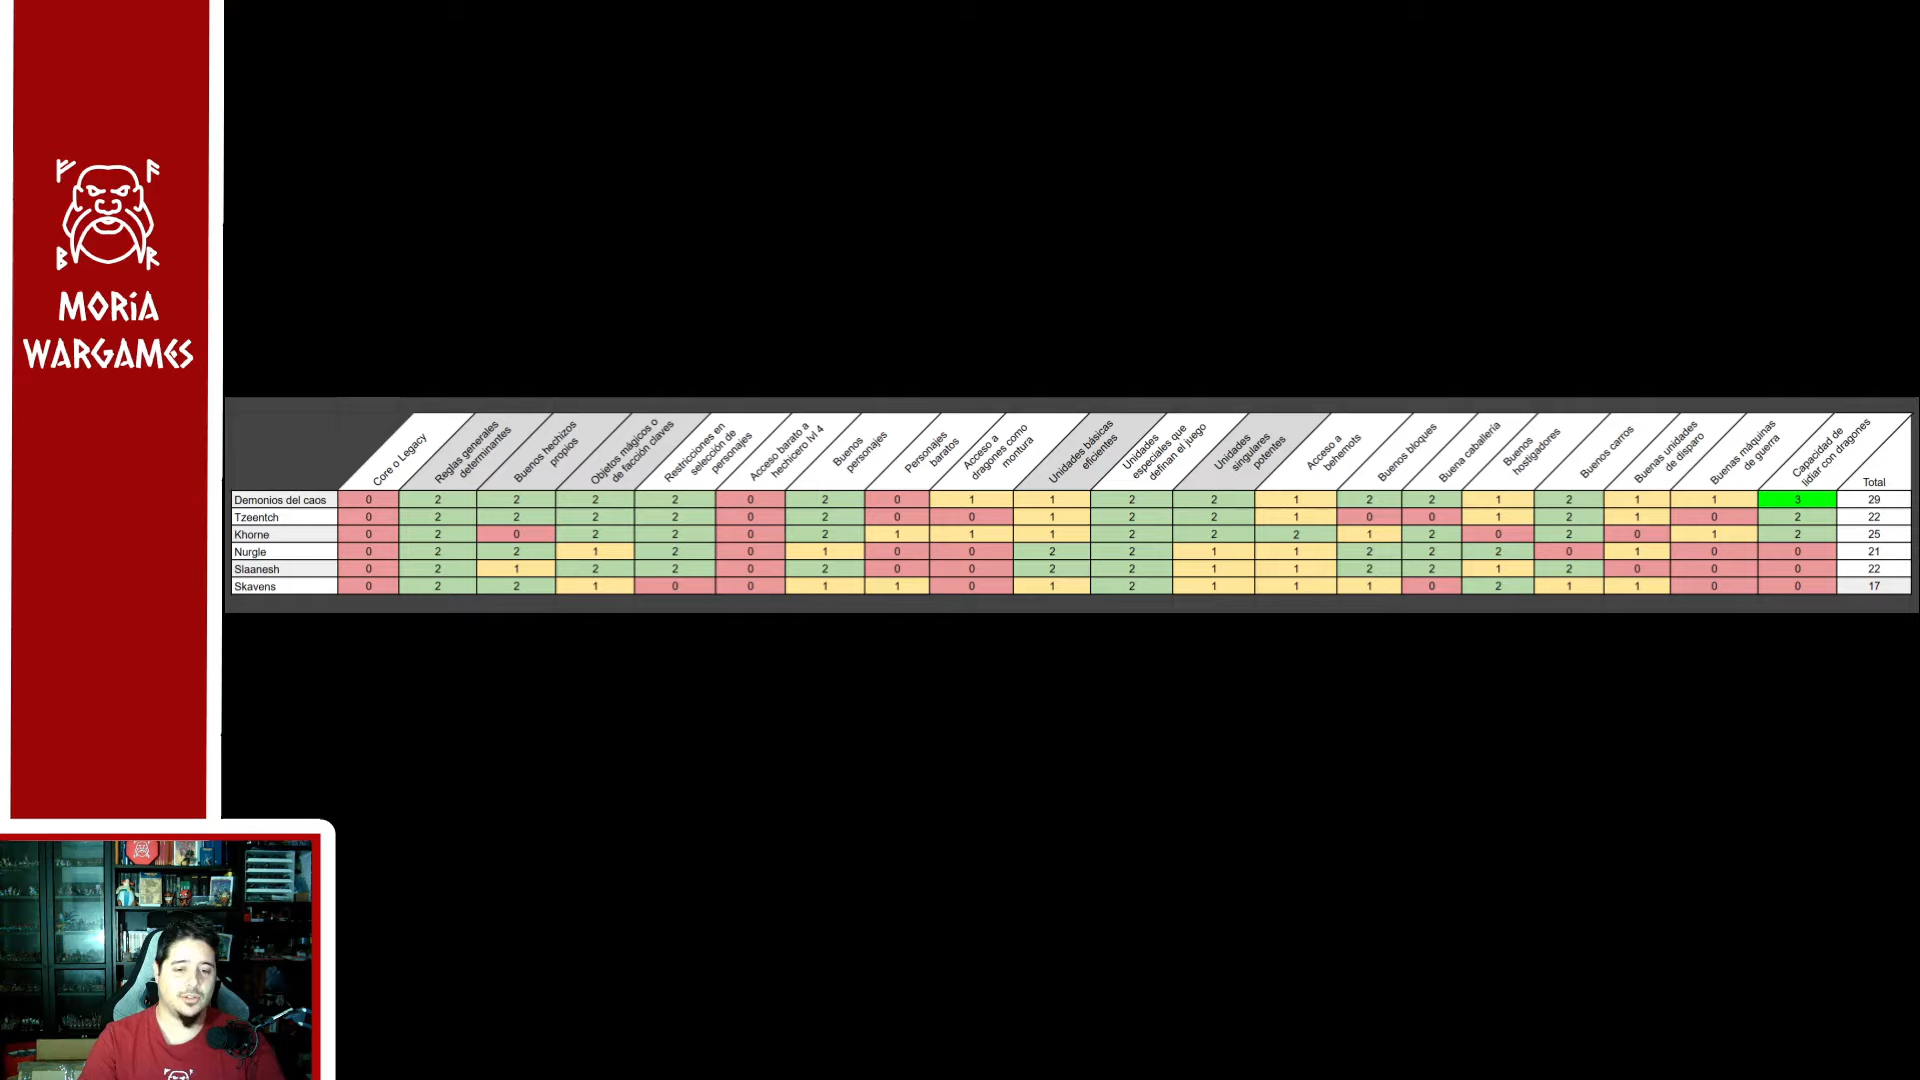 MORiA
WARGAMES
Core o Legacy
Reglas generales
determinantes
Buenos hechizos
propios
Objetos mágicos o
de facción claves
Restricciones en
selección de
personajes
Acceso barato a
hechicero lvl 4
Buenos
personajes
Personajes
baratos
Acceso a
dragones como
montura
Unidades básicas
eficientes
Unidades
especiales que
definan el juego
Unidades
singulares
potentes
Acceso a
behemots
Buenos bloques
Buena caballería
Buenos
hostigadores
Buenos carros
Buenas unidades
de disparo
Buenas máquinas
de guerra
Capacidad de
lidiar con dragones
Total
Demonios del caos 0 2 2 2 2 0 2 0 1 1 2 2 1 2 2 1 2 1 1 3 29
Tzeentch 0 2 2 2 2 0 2 0 0 1 2 2 1 0 0 1 2 1 0 2 22
Khorne 0 2 0 2 2 0 2 1 1 1 2 2 2 1 2 0 2 0 1 2 25
Nurgle 0 2 2 1 2 0 1 0 0 2 2 1 1 2 2 2 0 1 0 0 21
Slaanesh 0 2 1 2 2 0 2 0 0 2 2 1 1 2 2 1 2 0 0 0 22
Skavens 0 2 2 1 0 0 1 1 0 1 2 1 1 1 0 2 1 1 0 0 17